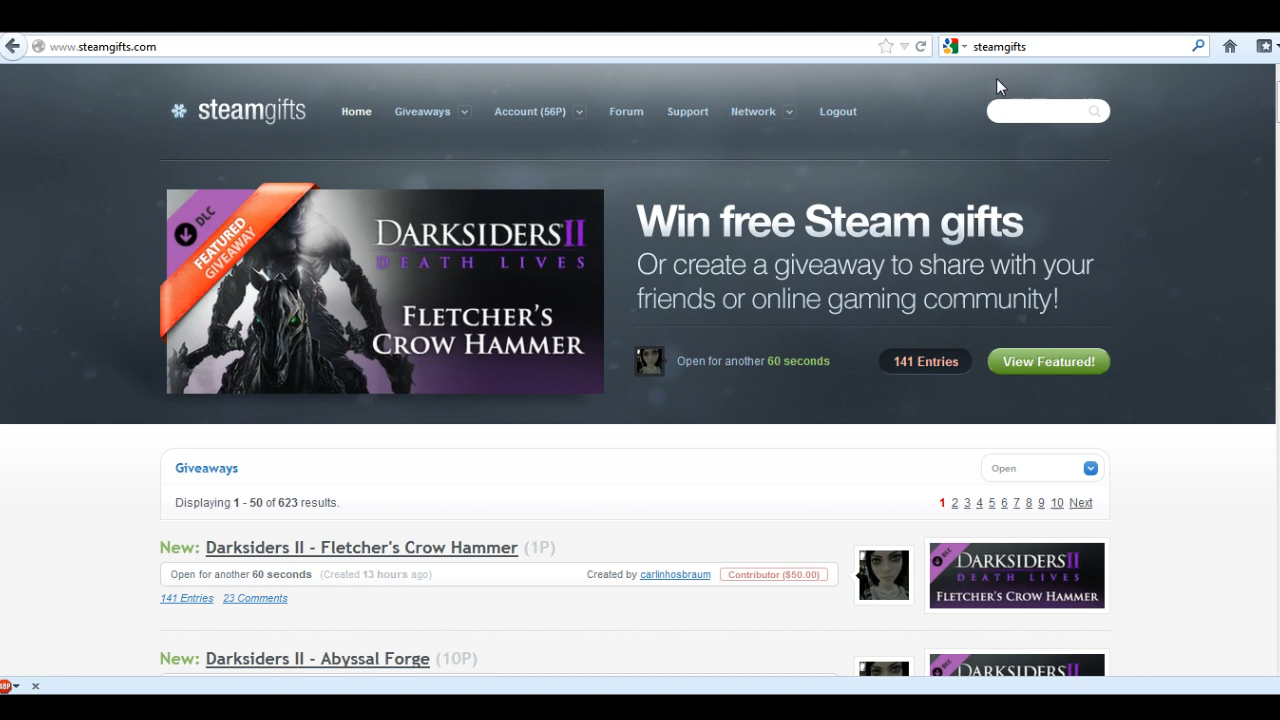 www.steamgifts.com
steamgifts
steamgifts
Home
Giveaways
Account (56P)
Forum
Support
Network
Logout
DLC
FEATURED
GIVEAWAY
DARKSIDERS II
DEATH LIVES
FLETCHER'S
CROW HAMMER
Win free Steam gifts
Or create a giveaway to share with your
friends or online gaming community!
Open for another 60 seconds
141 Entries
View Featured!
Giveaways
Open
Displaying 1 - 50 of 623 results.
1 2 3 4 5 6 7 8 9 10 Next
New: Darksiders II - Fletcher's Crow Hammer (1P)
Open for another 60 seconds (Created 13 hours ago)
Created by carlinhosbraum
Contributor ($50.00)
141 Entries 23 Comments
DLC
DARKSIDERS II
DEATH LIVES
FLETCHER'S CROW HAMMER
New: Darksiders II - Abyssal Forge (10P)
DLC
DARKSIDERS II
ABP